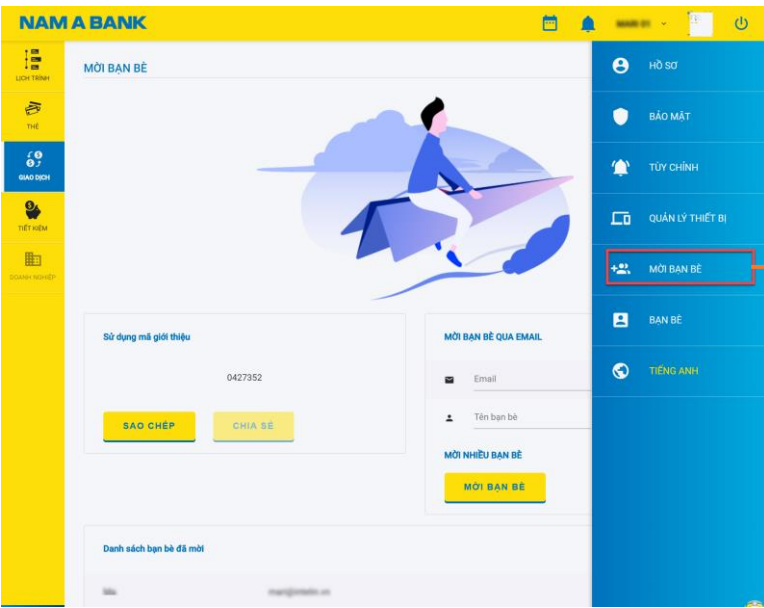 NAM A BANK
LỊCH TRÌNH
THẺ
GIAO DỊCH
TIẾT KIỆM
DOANH NGHIỆP
MỜI BẠN BÈ
Sử dụng mã giới thiệu
0427352
SAO CHÉP
CHIA SẺ
MỜI BẠN BÈ QUA EMAIL
Email
Tên bạn bè
MỜI NHIỀU BẠN BÈ
MỜI BẠN BÈ
Danh sách bạn bè đã mời
HỒ SƠ
BẢO MẬT
TÙY CHỈNH
QUẢN LÝ THIẾT BỊ
MỜI BẠN BÈ
BẠN BÈ
TIẾNG ANH